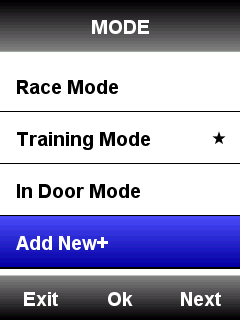 MODE
Race Mode
Training Mode ★
In Door Mode
Add New+
Exit Ok Next